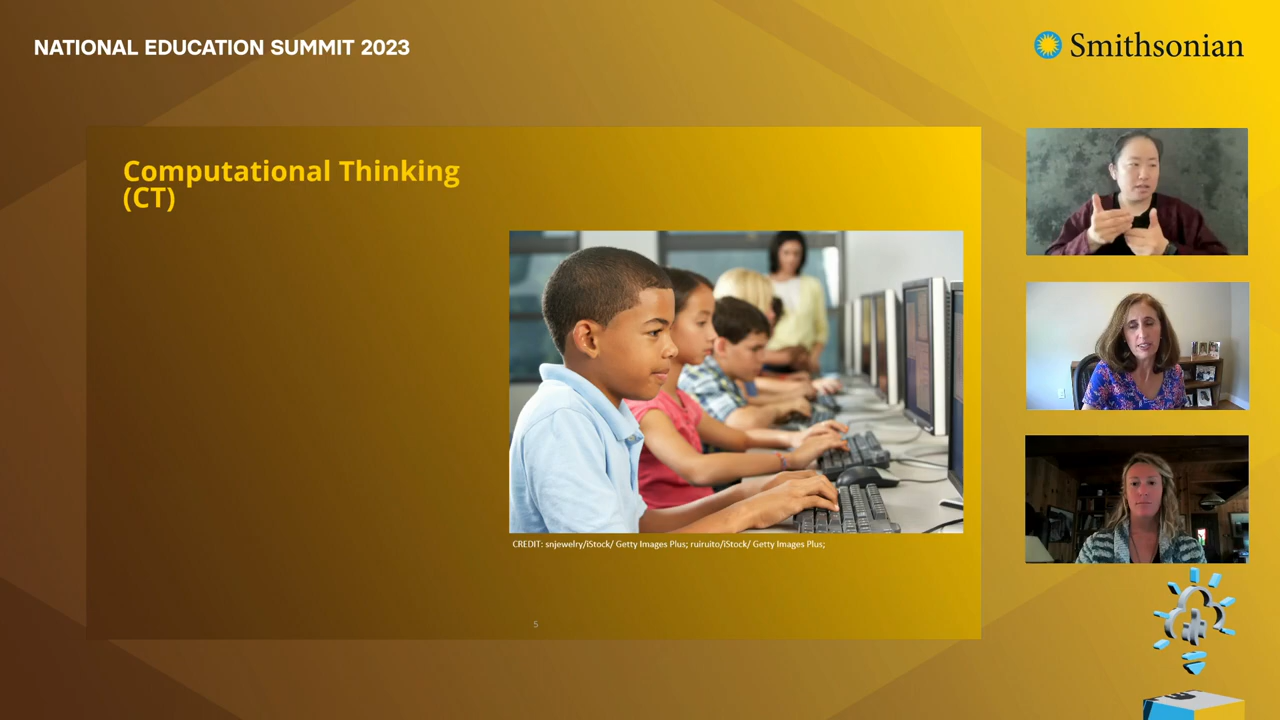 NATIONAL EDUCATION SUMMIT 2023
Smithsonian
Computational Thinking
(CT)
CREDIT: snjewelry/iStock/ Getty Images Plus; ruiruito/iStock/ Getty Images Plus;
5